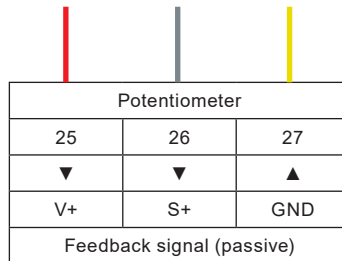 Potentiometer
25 26 27
▼ ▼ ▲
V+ S+ GND
Feedback signal (passive)